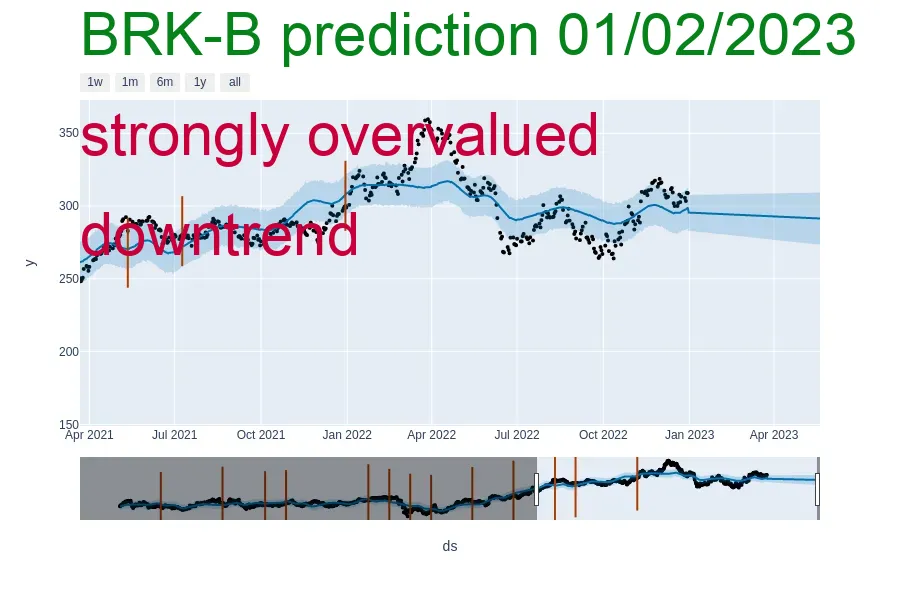 BRK-B prediction 01/02/2023
1w 1m 6m 1y all
strongly overvalued
downtrend
350
300
250
200
150
y
Apr 2021 Jul 2021 Oct 2021 Jan 2022 Apr 2022 Jul 2022 Oct 2022 Jan 2023 Apr 2023
ds